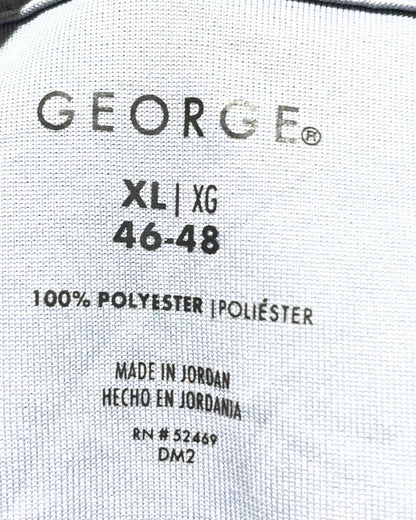 GEORGE®
XL | XG
46-48
100% POLYESTER | POLIÉSTER
MADE IN JORDAN
HECHO EN JORDANIA
RN # 52469
DM2